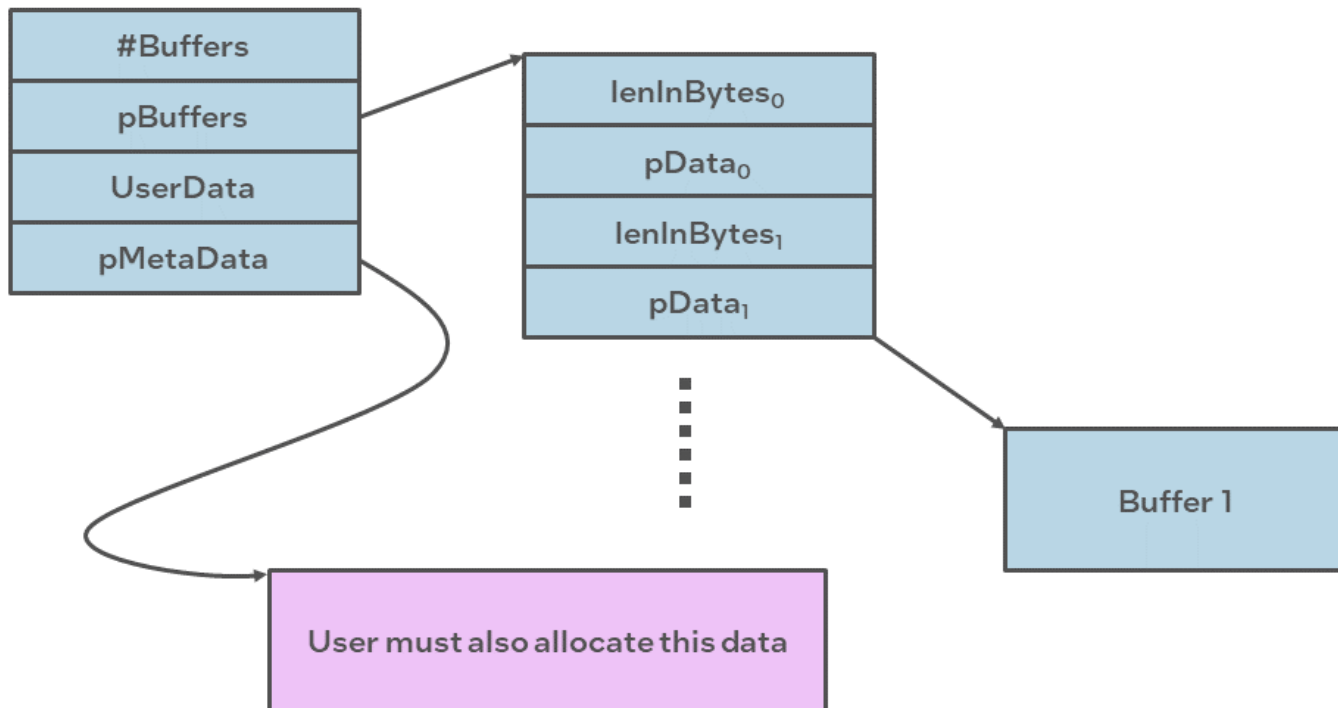 #Buffers
pBuffers
UserData
pMetaData
lenInBytes₀
pData₀
lenInBytes₁
pData₁
Buffer 1
User must also allocate this data